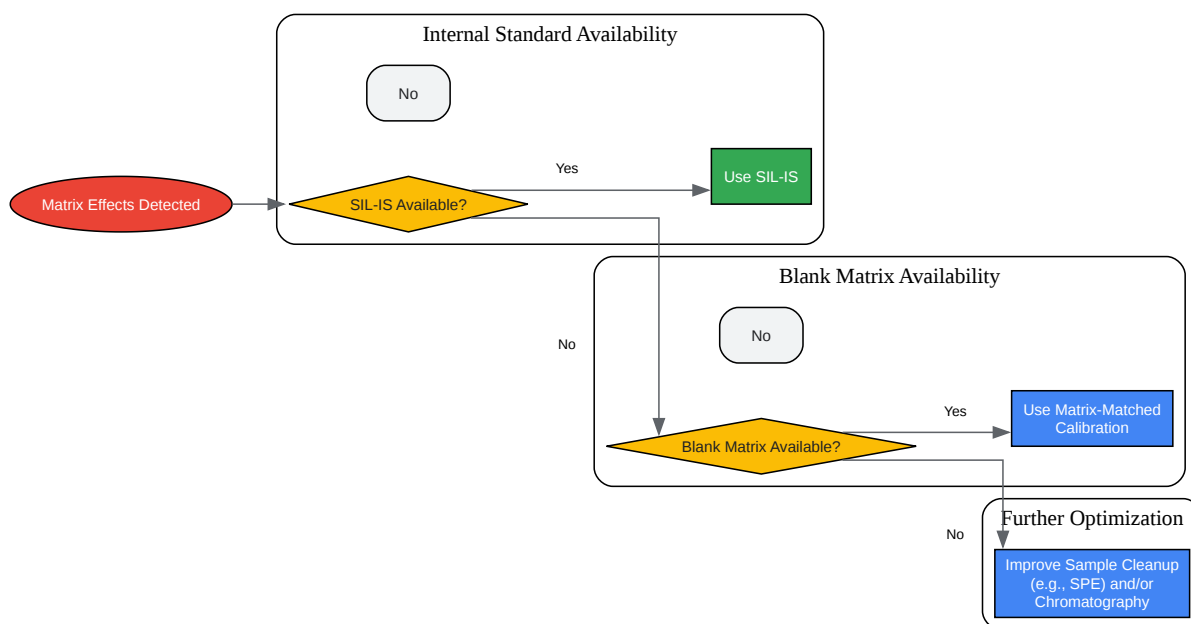 Internal Standard Availability
No
Yes
Use SIL-IS
Matrix Effects Detected
SIL-IS Available?
Blank Matrix Availability
No
No
Yes
Use Matrix-Matched
Calibration
Blank Matrix Available?
Further Optimization
No
Improve Sample Cleanup
(e.g., SPE) and/or
Chromatography